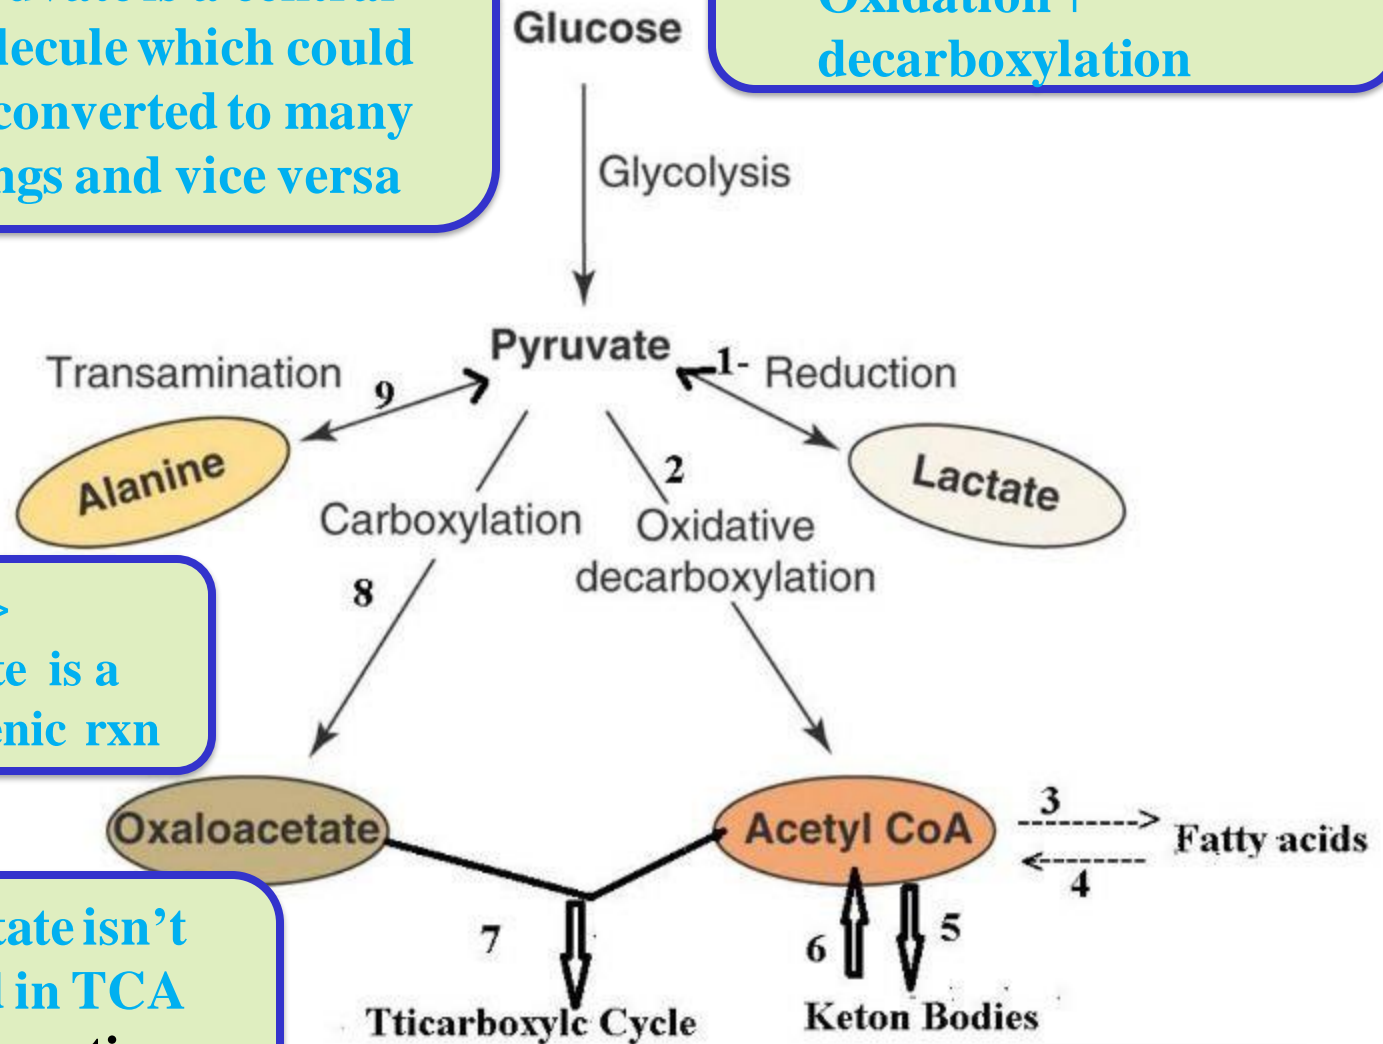 lecule which could
converted to many
ngs and vice versa
Glucose
Oxidation
decarboxylation
Glycolysis
Pyruvate
Transamination
9
1- Reduction
Alanine
Lactate
2
Carboxylation
Oxidative
decarboxylation
8
>
te is a
enic rxn
Oxaloacetate
Acetyl CoA
3
Fatty acids
4
tate isn’t
in TCA
7
6
5
Tticarboxylc Cycle
Keton Bodies